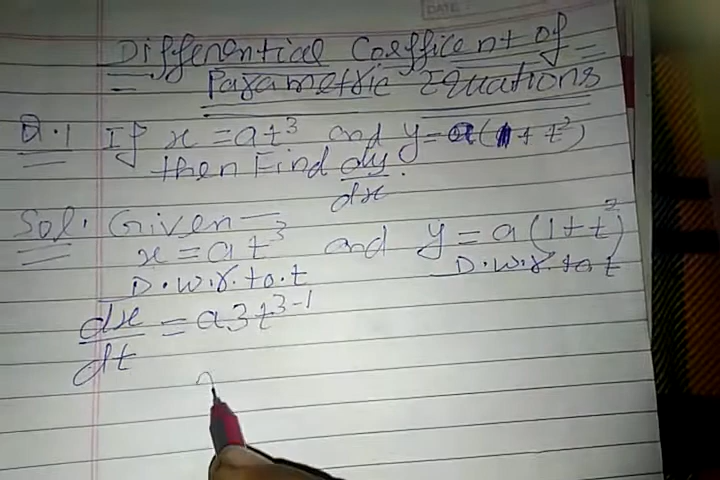 Differential Coefficent of
Parametric Equations
Q.1 If x = at³ and y = a(1+t²)
then Find dy/dx.
Sol. Given
x = at³ and y = a(1+t²)
D.w.r.to.t D.w.r.to t
dx/dt = a3t³⁻¹